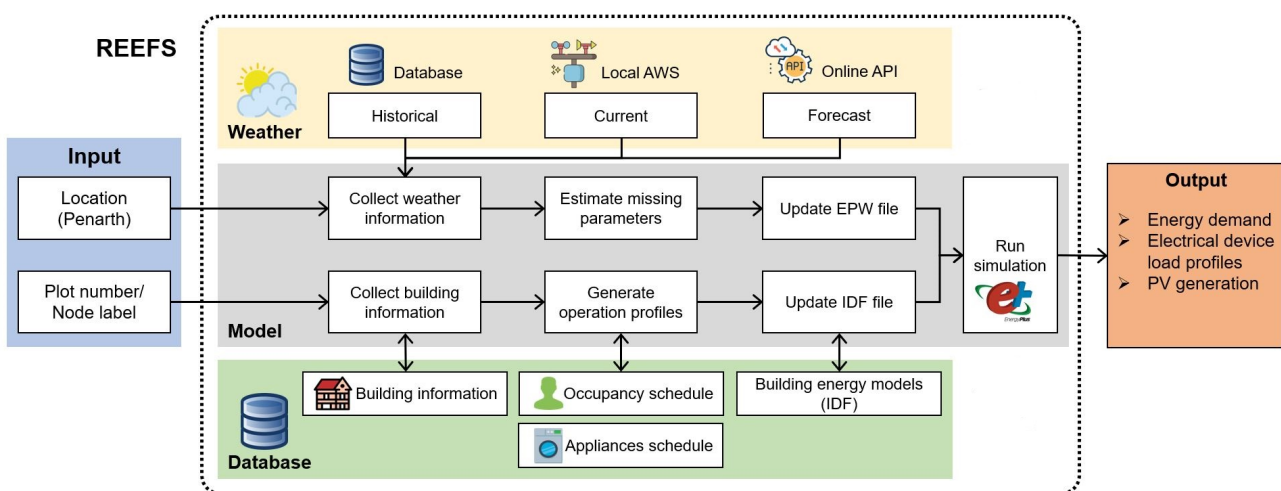 REEFS
Database
Local AWS
Online API
API
Historical
Current
Forecast
Weather
Input
Location
(Penarth)
Plot number/
Node label
Collect weather
information
Estimate missing
parameters
Update EPW file
Collect building
information
Generate
operation profiles
Update IDF file
Run
simulation
et
EnergyPlus
Model
Output
➢ Energy demand
➢ Electrical device
load profiles
➢ PV generation
Building information
Occupancy schedule
Building energy models
(IDF)
Appliances schedule
Database